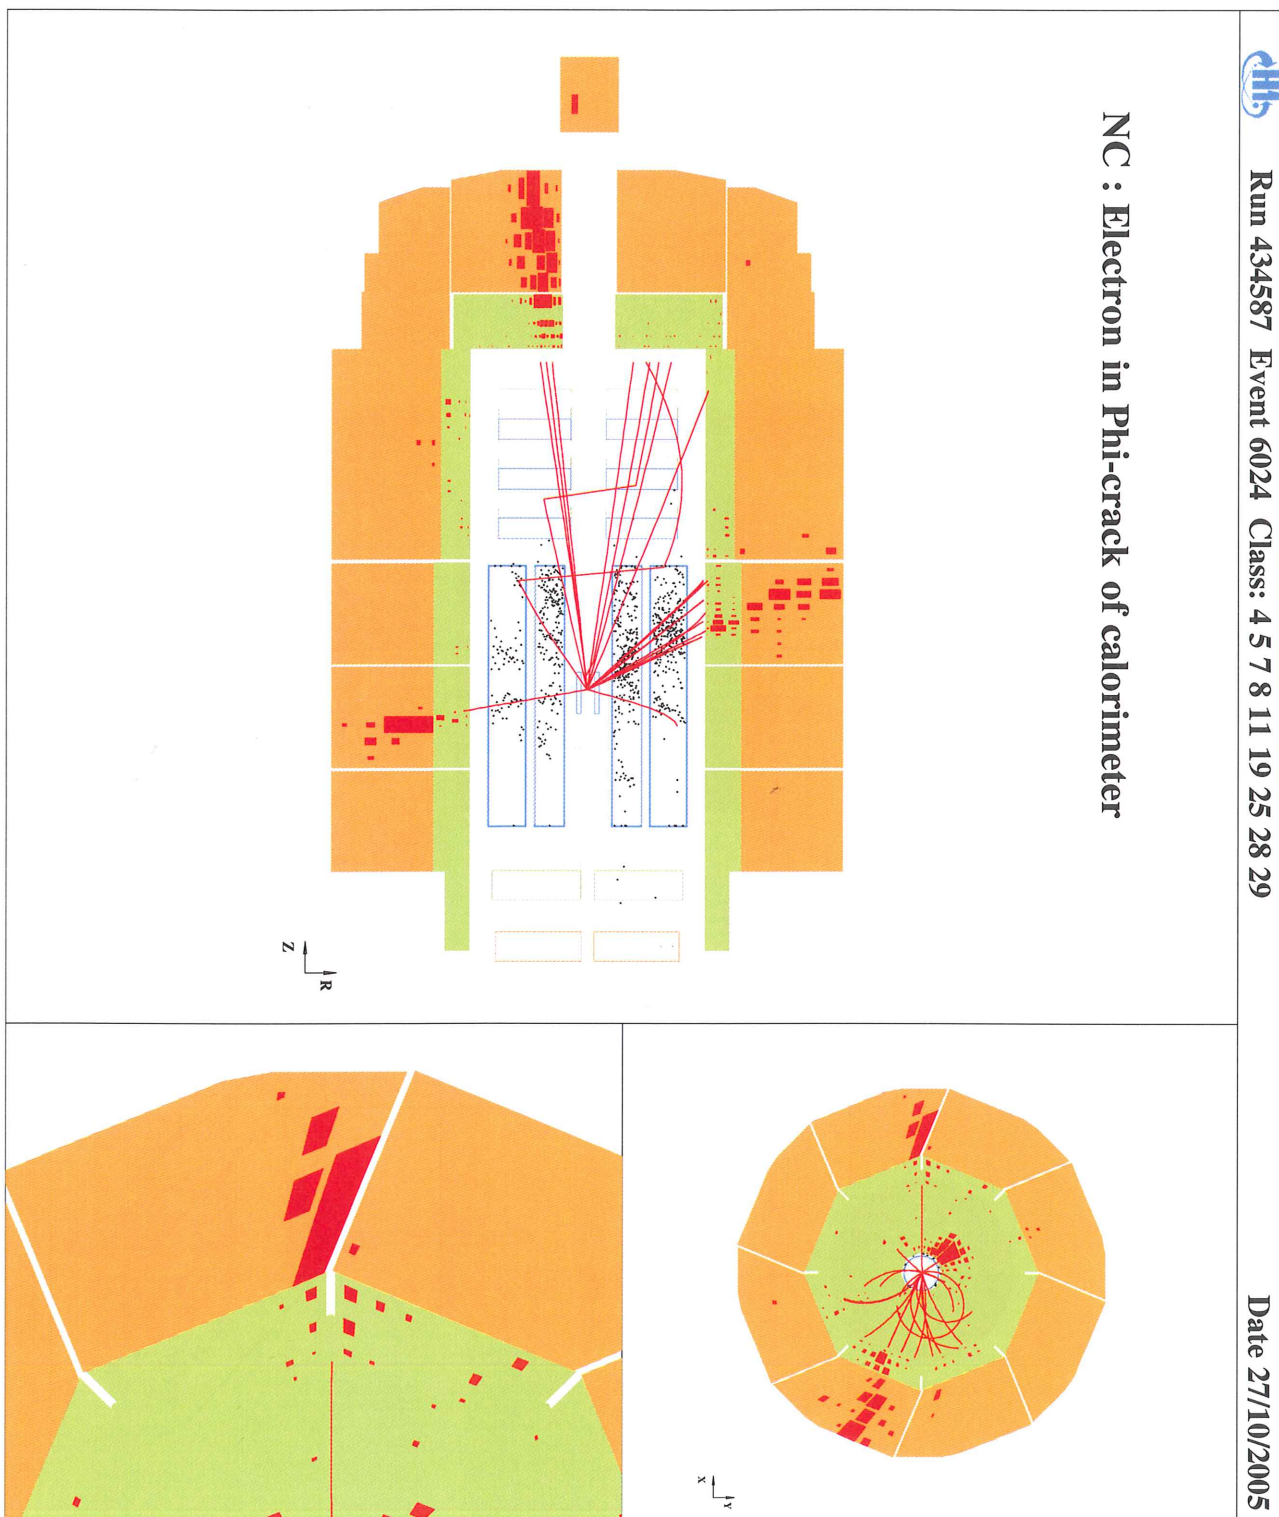 H1 Run 434587 Event 6024 Class: 4 5 7 8 11 19 25 28 29 Date 27/10/2005
NC : Electron in Phi-crack of calorimeter
Z
R
X
Y